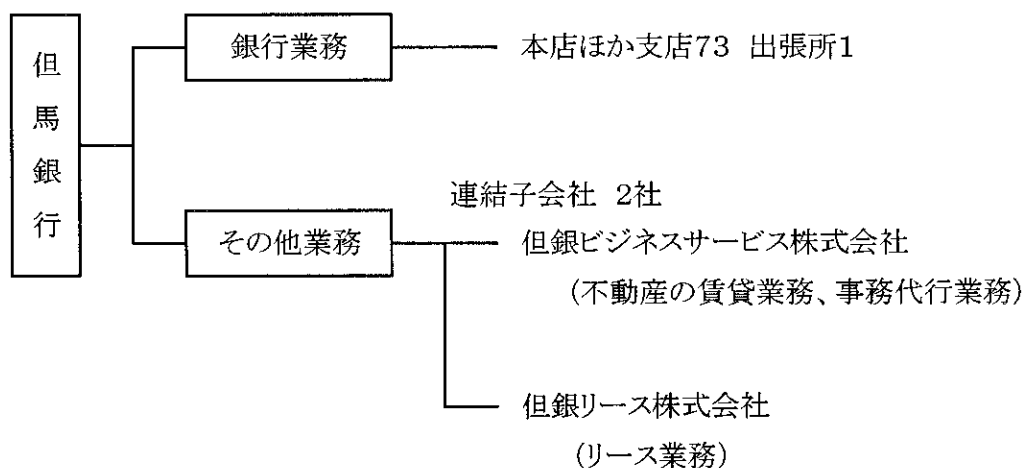 但馬銀行
銀行業務
本店ほか支店73 出張所1
その他業務
連結子会社 2社
但銀ビジネスサービス株式会社
(不動産の賃貸業務、事務代行業務)
但銀リース株式会社
(リース業務)